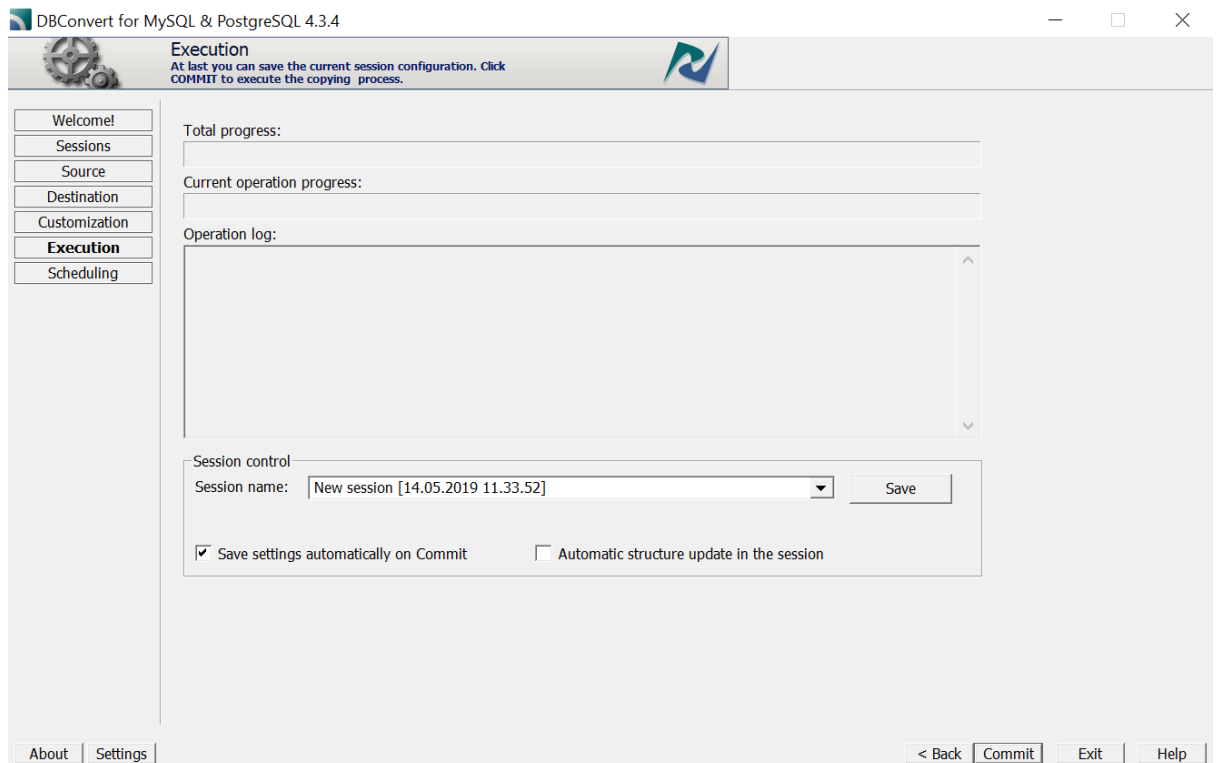 DBConvert for MySQL & PostgreSQL 4.3.4
Execution
At last you can save the current session configuration. Click
COMMIT to execute the copying process.
Welcome!
Sessions
Source
Destination
Customization
Execution
Scheduling
Total progress:
Current operation progress:
Operation log:
Session control
Session name:
New session [14.05.2019 11.33.52]
Save
Save settings automatically on Commit
Automatic structure update in the session
About
Settings
< Back
Commit
Exit
Help